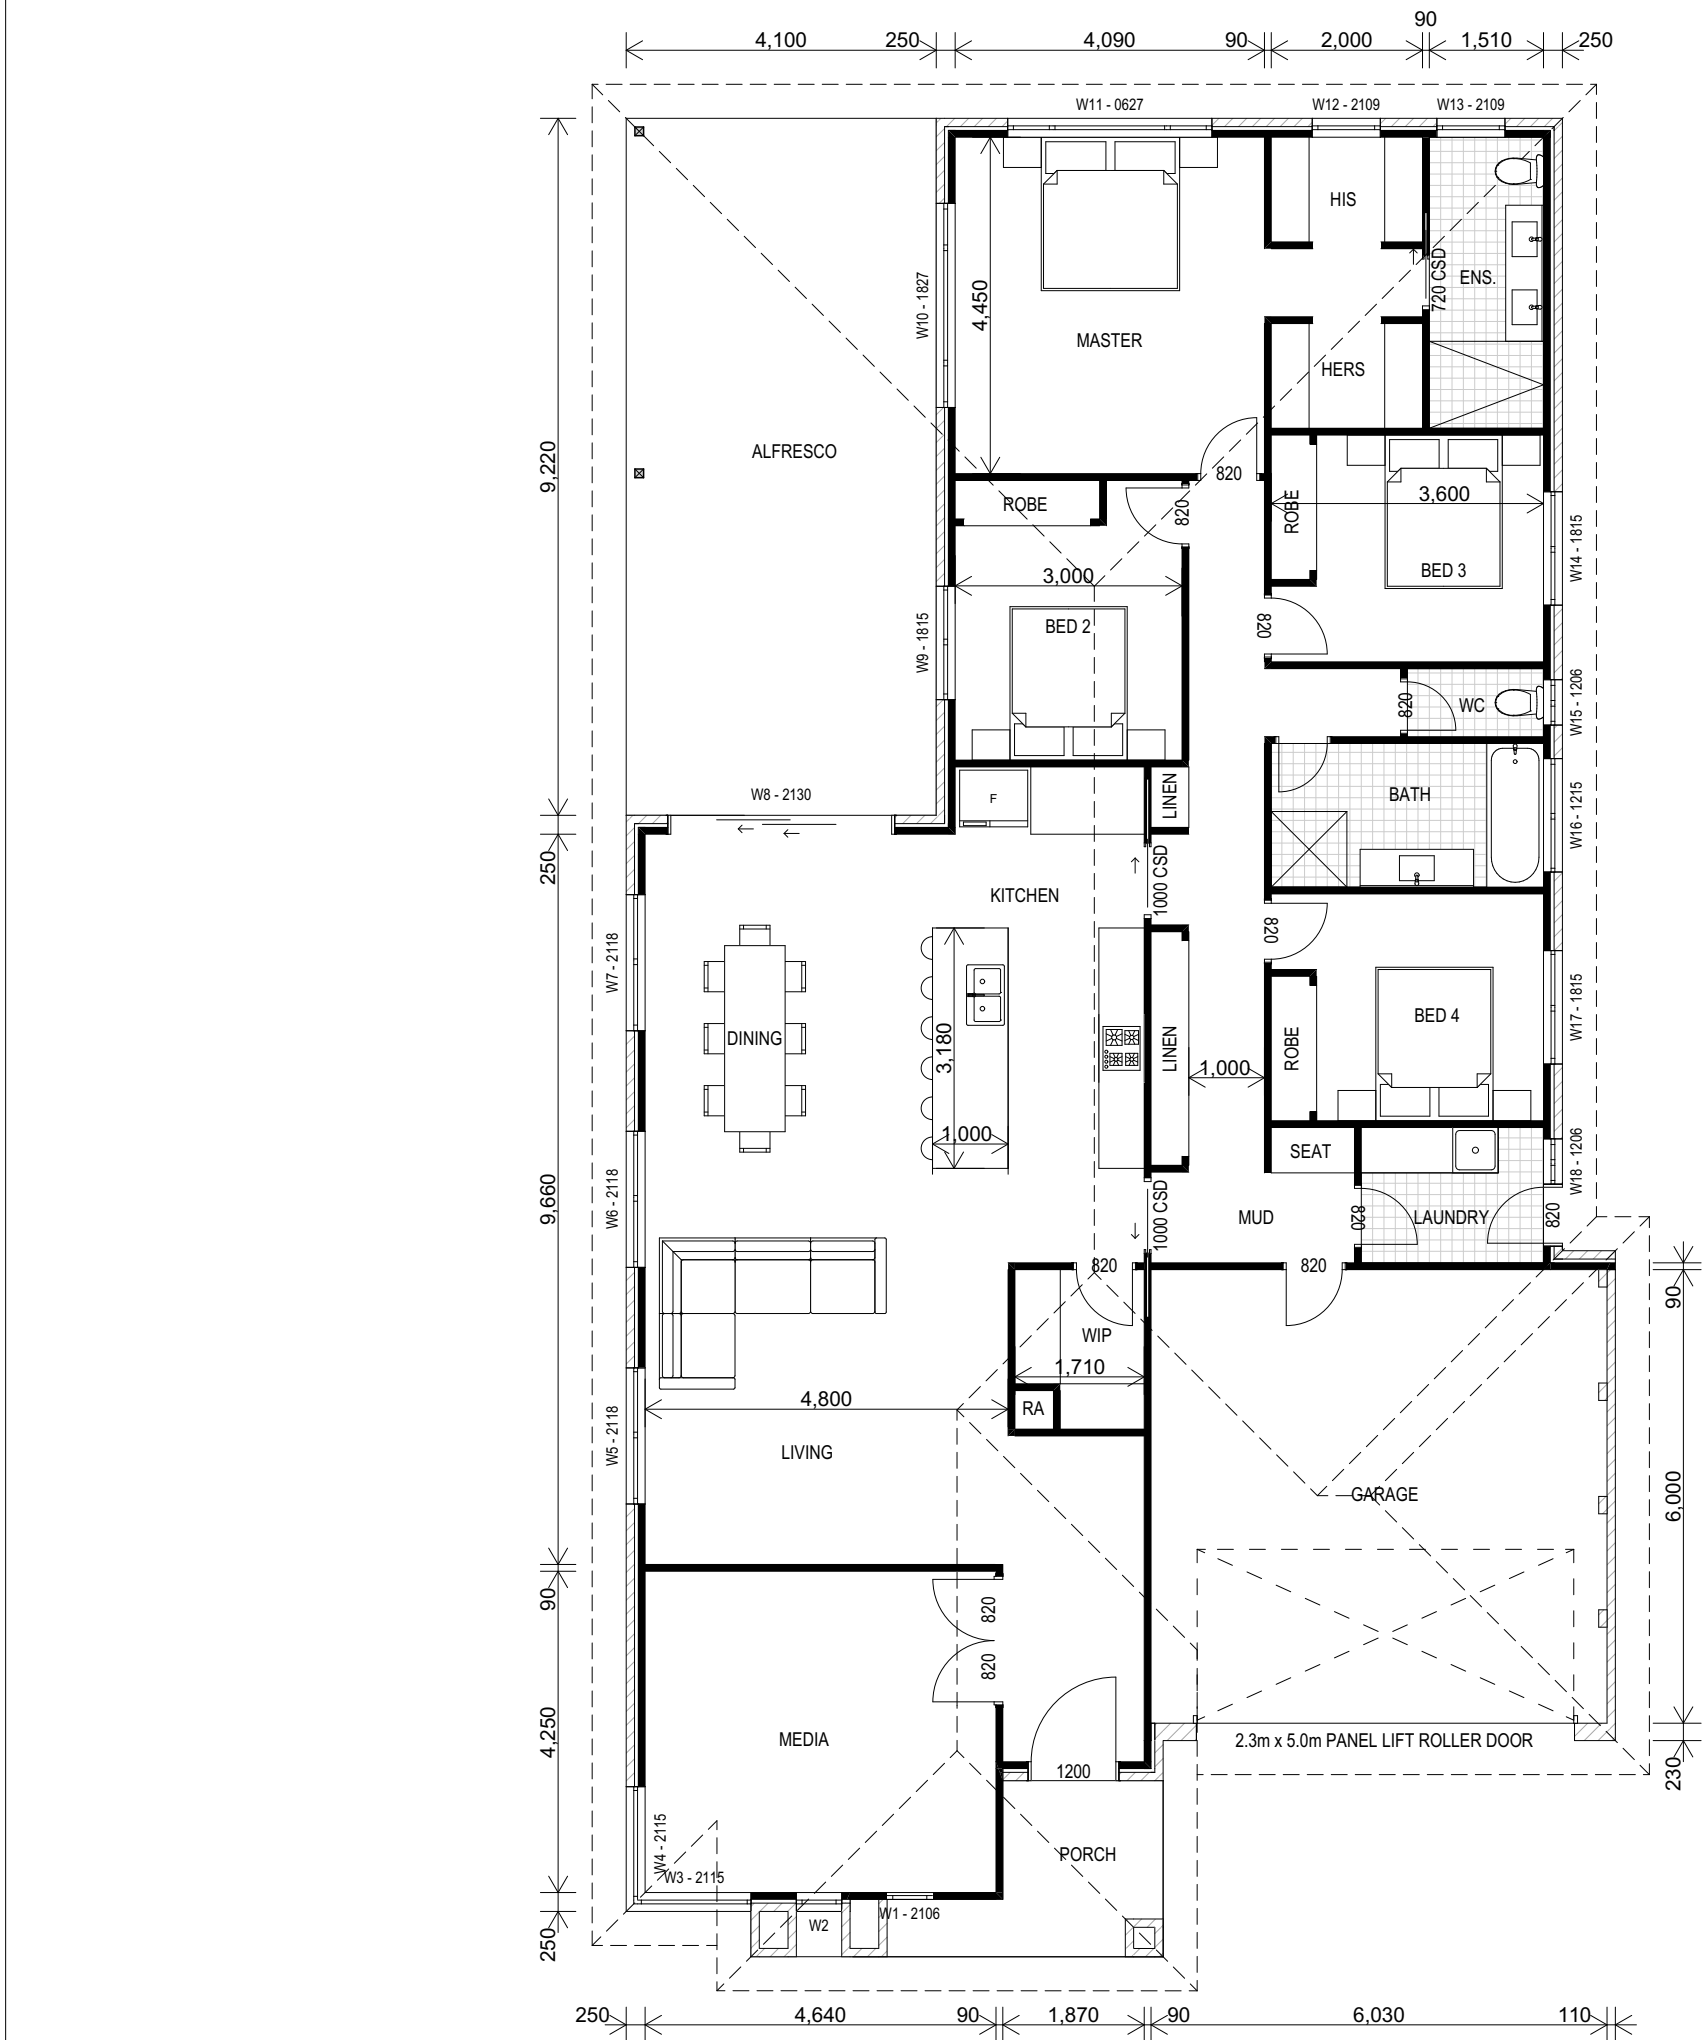 90
4,100 250 4,090 90 2,000 1,510 250
W11 - 0627 W12 - 2109 W13 - 2109
HIS
W10 - 1827
4,450
720 CSD
ENS.
MASTER
HERS
9,220
ALFRESCO
820
3,600
ROBE
ROBE
820
W14 - 1815
BED 3
3,000
W9 - 1815
BED 2
820
820
WC
W15 - 1206
W8 - 2130
F
LINEN
BATH
W16 - 1215
250
1000 CSD
KITCHEN
820
W7 - 2118
3,180
DINING
LINEN
1,000
ROBE
BED 4
W17 - 1815
1,000
SEAT
W18 - 1206
9,660
W6 - 2118
1000 CSD
MUD
820
LAUNDRY
820
820
820
90
WIP
1,710
4,800
RA
W5 - 2118
LIVING
GARAGE
6,000
90
820
820
4,250
MEDIA
2.3m x 5.0m PANEL LIFT ROLLER DOOR
1200
230
W4 - 2115
PORCH
W3 - 2115
W1 - 2106
W2
250
250 4,640 90 1,870 90 6,030 110